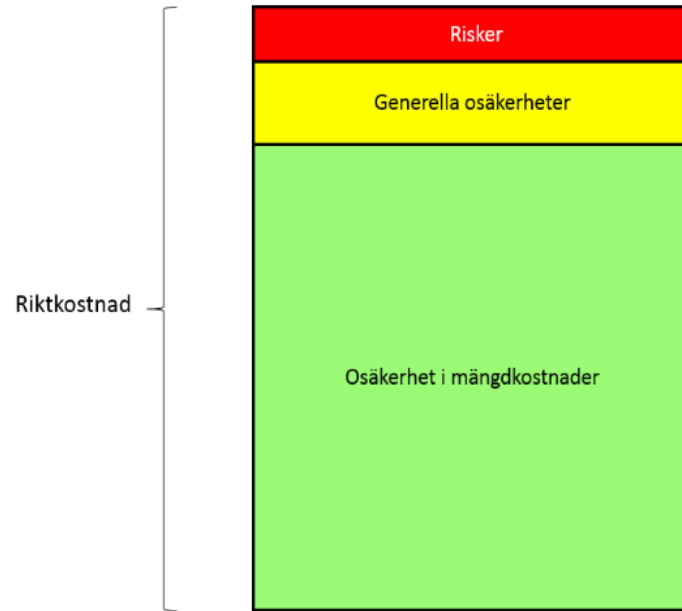 Risker
Generella osäkerheter
Riktkostnad
Osäkerhet i mängdkostnader